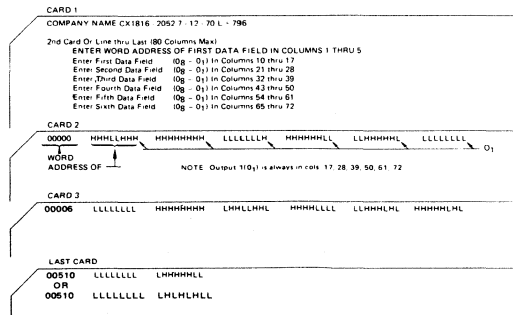 CARD 1
COMPANY NAME CX1816 - 2052 7 - 12 - 70 L - 796
2nd Card Or Line thru Last (80 Columns Max)
ENTER WORD ADDRESS OF FIRST DATA FIELD IN COLUMNS 1 THRU 5
Enter First Data Field (08 - 01) In Columns 10 thru 17
Enter Second Data Field (08 - 01) In Columns 21 thru 28
Enter Third Data Field (08 - 01) In Columns 32 thru 39
Enter Fourth Data Field (08 - 01) In Columns 43 thru 50
Enter Fifth Data Field (08 - 01) In Columns 54 thru 61
Enter Sixth Data Field (08 - 01) In Columns 65 thru 72
CARD 2
00000 HHHLLHHH HHHHHHHH LLLLLLLH HHHHHHLL LLHHHHHL LLLLLLLL
01
WORD
ADDRESS OF
NOTE Output 1(01) is always in cols 17, 28, 39, 50, 61, 72
CARD 3
00006 LLLLLLLL HHHHHHHH LHHLLHHL HHHHLLLL LLHHHLHL HHHHHLHL
LAST CARD
00510 LLLLLLLL LHHHHHLL
OR
00510 LLLLLLLL LHLHLHLL